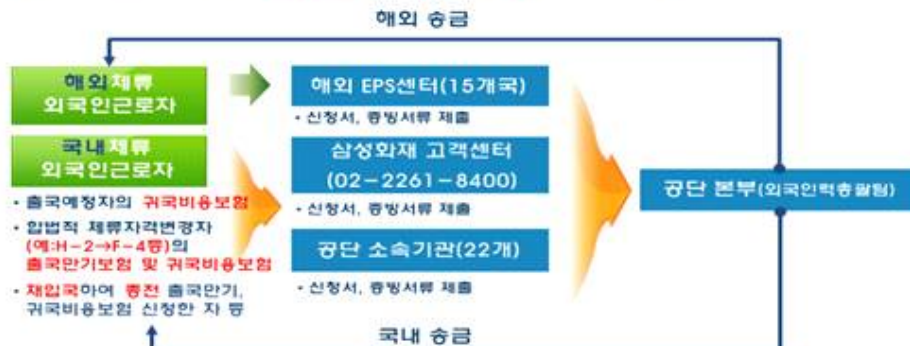 해외 송금
해외체류
외국인근로자
국내체류
외국인근로자
• 출국예정자의 귀국비용보험
• 합법적 체류자격변경자
(예:H-2→F-4등)의
출국만기보험 및 귀국비용보험
• 재입국하여 종전 출국만기,
귀국비용보험 신청한 자 등
해외 EPS센터(15개국)
• 신청서, 증빙서류 제출
삼성화재 고객센터
(02-2261-8400)
• 신청서, 증빙서류 제출
공단 소속기관(22개)
• 신청서, 증빙서류 제출
공단 본부(외국인력총괄팀)
국내 송금